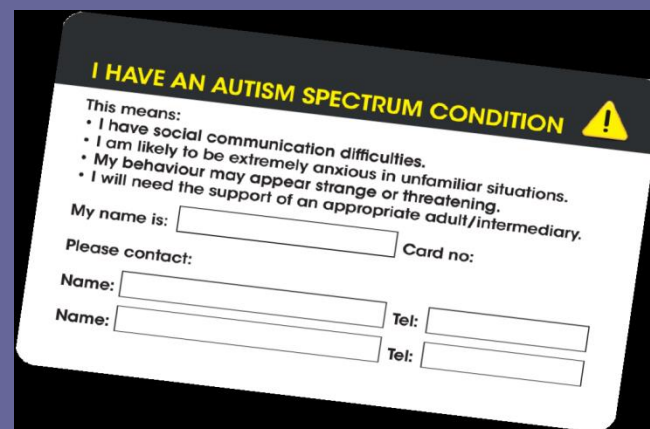 I HAVE AN AUTISM SPECTRUM CONDITION
This means:
• I have social communication difficulties.
• I am likely to be extremely anxious in unfamiliar situations.
• My behaviour may appear strange or threatening.
• I will need the support of an appropriate adult/intermediary.
My name is: Card no:
Please contact:
Name: Tel:
Name: Tel: